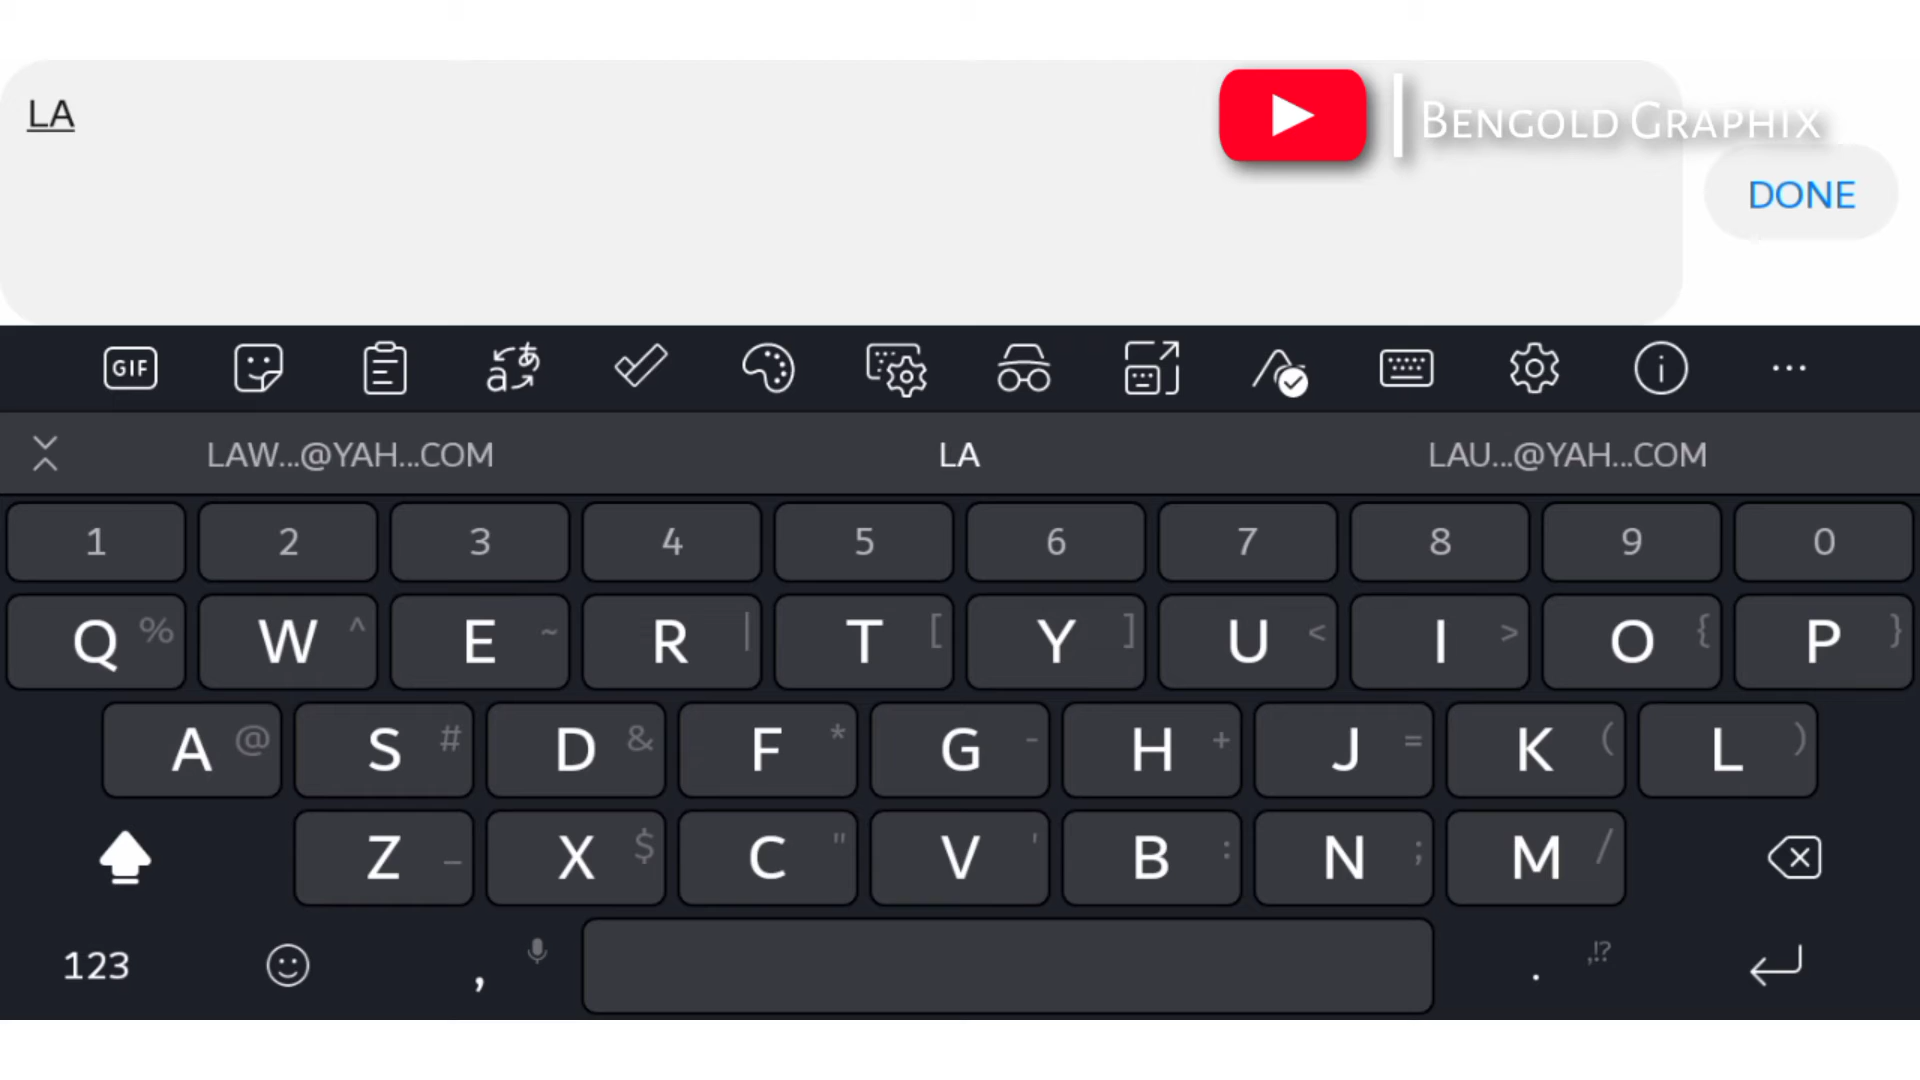 LA
BENGOLD GRAPHIX
DONE
GIF
LAW...@YAH...COM LA LAU...@YAH...COM
1 2 3 4 5 6 7 8 9 0
Q % W ^ E ~ R | T [ Y ] U < I > O { P }
A @ S # D & F * G - H + J = K ( L )
Z _ X $ C " V ' B : N ; M /
123 , . ,!?